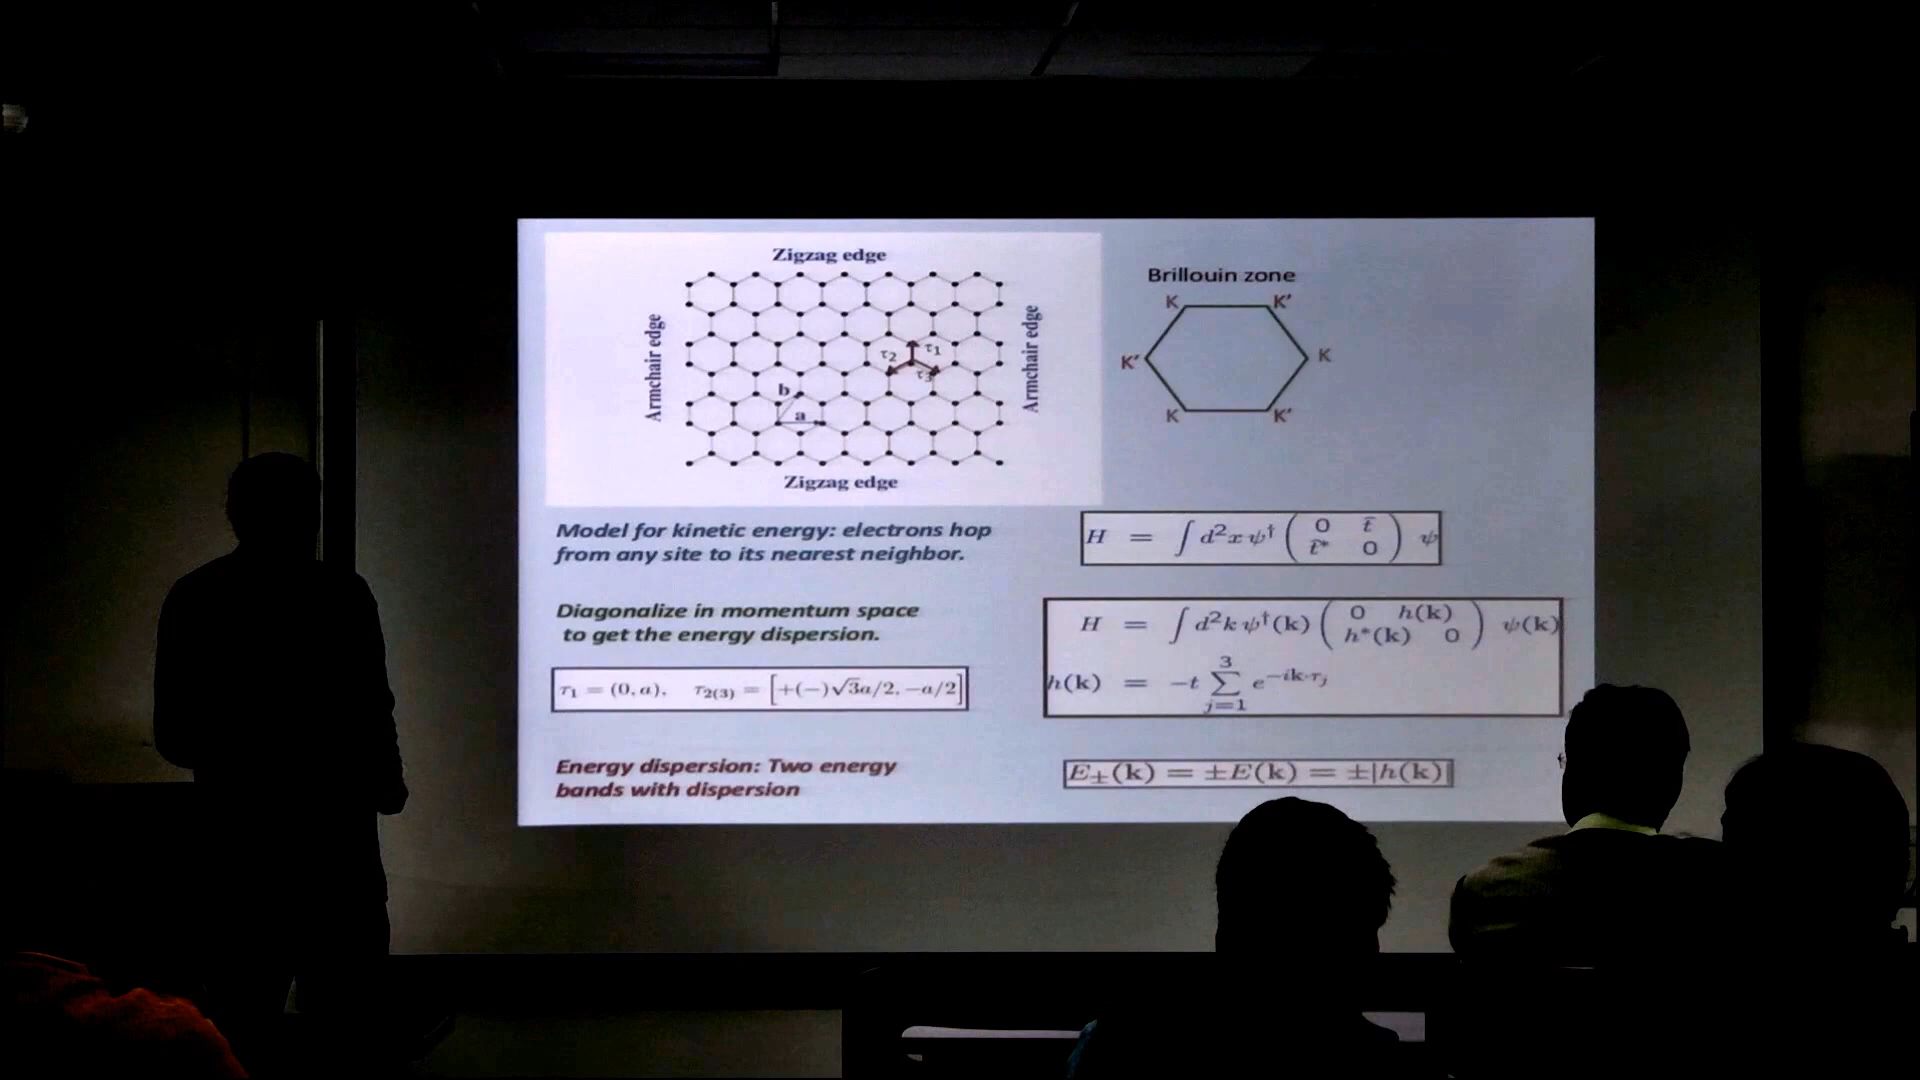 Zigzag edge
Armchair edge
τ₁
τ₂
τ₃
b
a
Armchair edge
Zigzag edge
Brillouin zone
K K′
K′ K
K K′
Model for kinetic energy: electrons hop
from any site to its nearest neighbor.
H = ∫ d²x ψ† ( 0 t̃ ; t̃* 0 ) ψ
Diagonalize in momentum space
to get the energy dispersion.
H = ∫ d²k ψ†(k) ( 0 h(k) ; h*(k) 0 ) ψ(k)
h(k) = −t ∑_{j=1}^{3} e^{−ik·τ_j}
τ₁ = (0, a), τ₂₍₃₎ = [+(−)√3a/2, −a/2]
Energy dispersion: Two energy
bands with dispersion
E±(k) = ±E(k) = ±|h(k)|